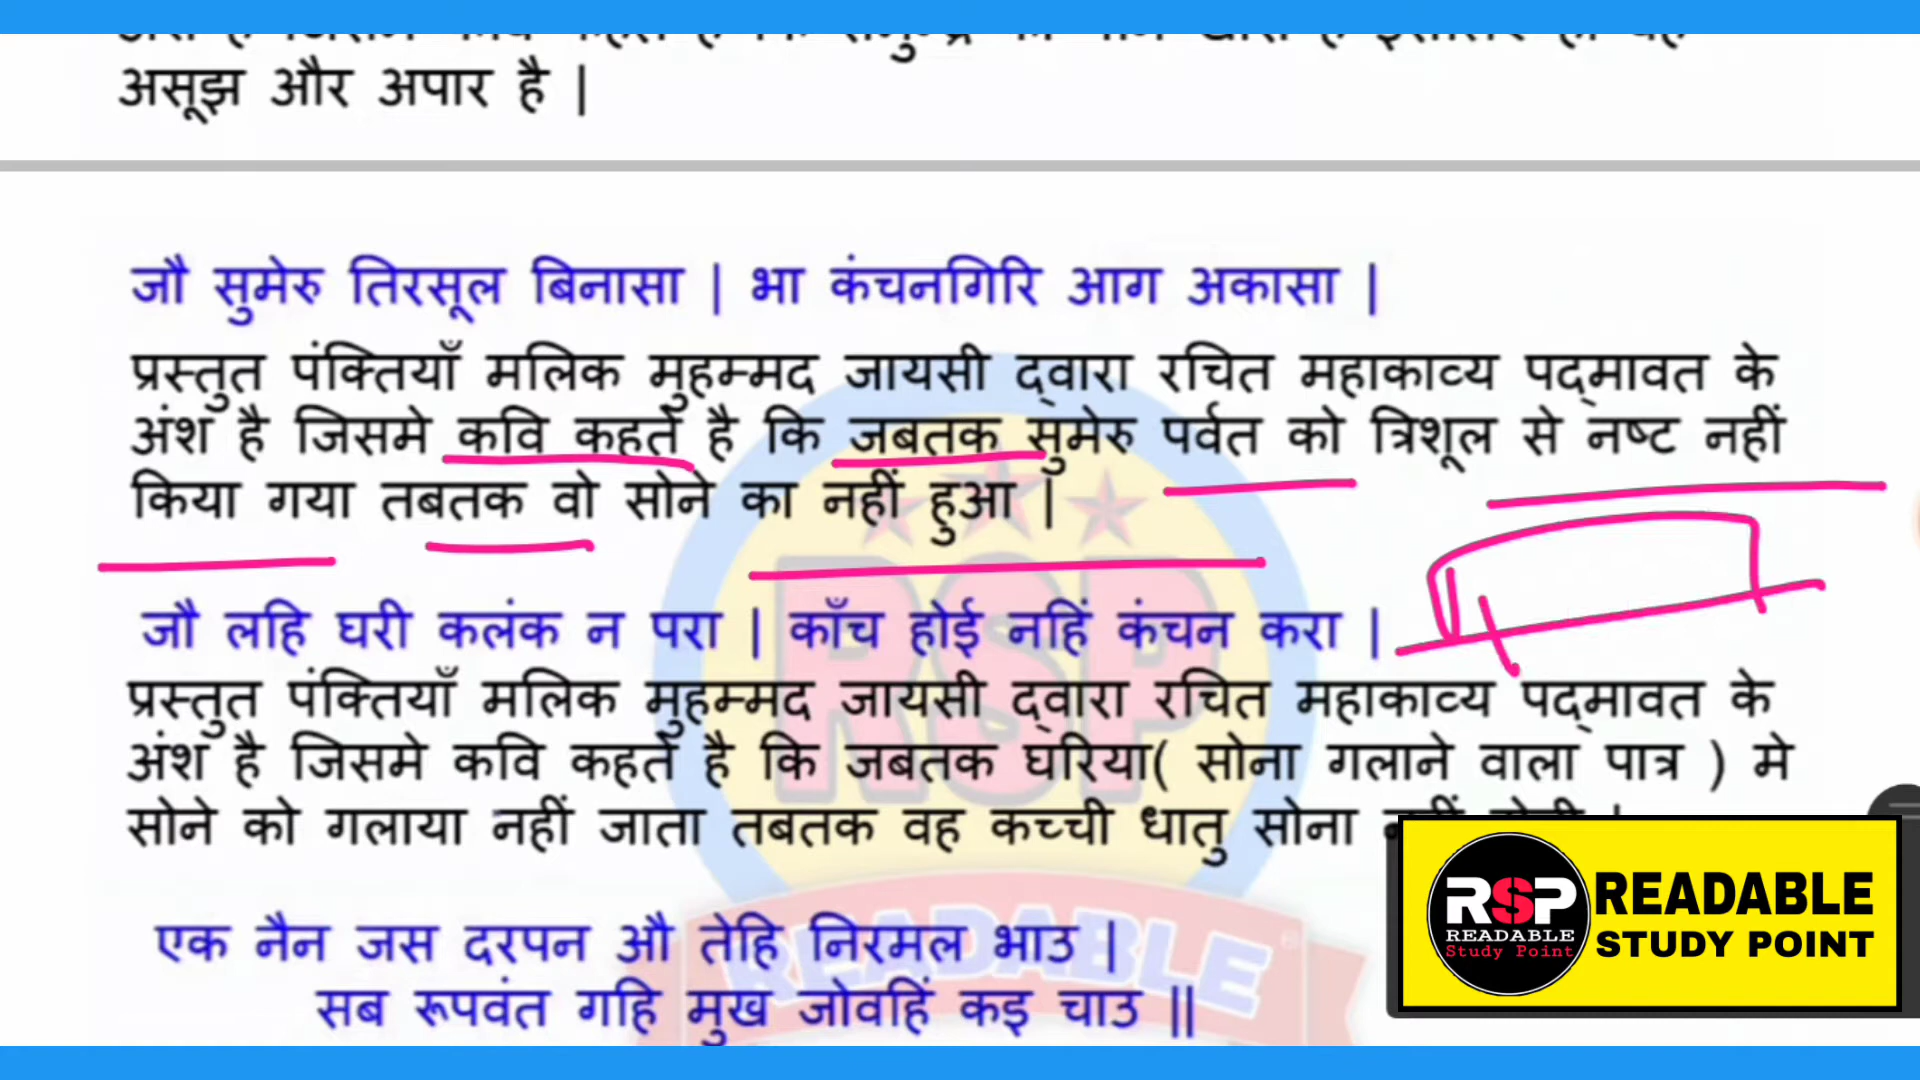 असूझ और अपार है |
जौ सुमेरु तिरसूल बिनासा | भा कंचनगिरि आग अकासा |
प्रस्तुत पंक्तियाँ मलिक मुहम्मद जायसी द्वारा रचित महाकाव्य पद्मावत के
अंश है जिसमे कवि कहते है कि जबतक सुमेरु पर्वत को त्रिशूल से नष्ट नहीं
किया गया तबतक वो सोने का नहीं हुआ |
जौ लहि घरी कलंक न परा | काँच होई नहिं कंचन करा |
प्रस्तुत पंक्तियाँ मलिक मुहम्मद जायसी द्वारा रचित महाकाव्य पद्मावत के
अंश है जिसमे कवि कहते है कि जबतक घरिया( सोना गलाने वाला पात्र ) मे
सोने को गलाया नहीं जाता तबतक वह कच्ची धातु सोना
एक नैन जस दरपन औ तेहि निरमल भाउ |
सब रूपवंत गहि मुख जोवहिं कइ चाउ ||
RSP
READABLE
RSP
READABLE
Study Point
READABLE
STUDY POINT